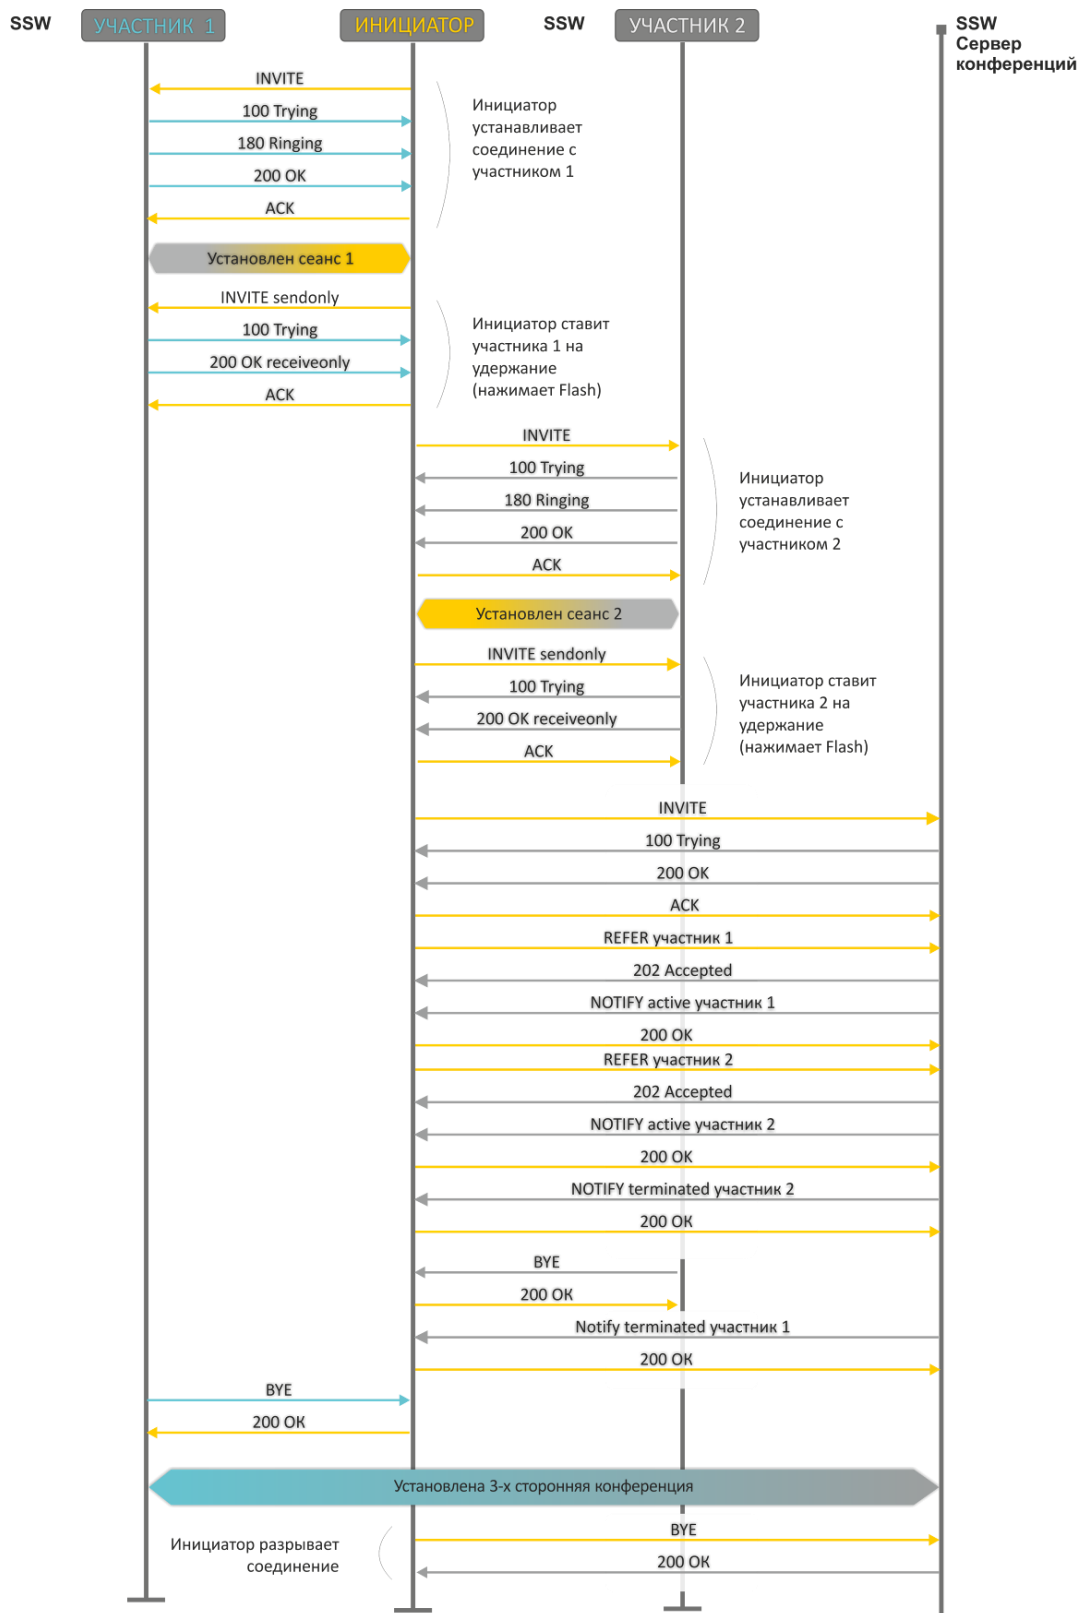 SSW
УЧАСТНИК 1
ИНИЦИАТОР
SSW
УЧАСТНИК 2
SSW
Сервер
конференций
INVITE
100 Trying
180 Ringing
200 OK
ACK
Инициатор
устанавливает
соединение с
участником 1
Установлен сеанс 1
INVITE sendonly
100 Trying
200 OK receiveonly
ACK
Инициатор ставит
участника 1 на
удержание
(нажимает Flash)
INVITE
100 Trying
180 Ringing
200 OK
ACK
Инициатор
устанавливает
соединение с
участником 2
Установлен сеанс 2
INVITE sendonly
100 Trying
200 OK receiveonly
ACK
Инициатор ставит
участника 2 на
удержание
(нажимает Flash)
INVITE
100 Trying
200 OK
ACK
REFER участник 1
202 Accepted
NOTIFY active участник 1
200 OK
REFER участник 2
202 Accepted
NOTIFY active участник 2
200 OK
NOTIFY terminated участник 2
200 OK
BYE
200 OK
Notify terminated участник 1
200 OK
BYE
200 OK
Установлена 3-х сторонняя конференция
Инициатор разрывает
соединение
BYE
200 OK